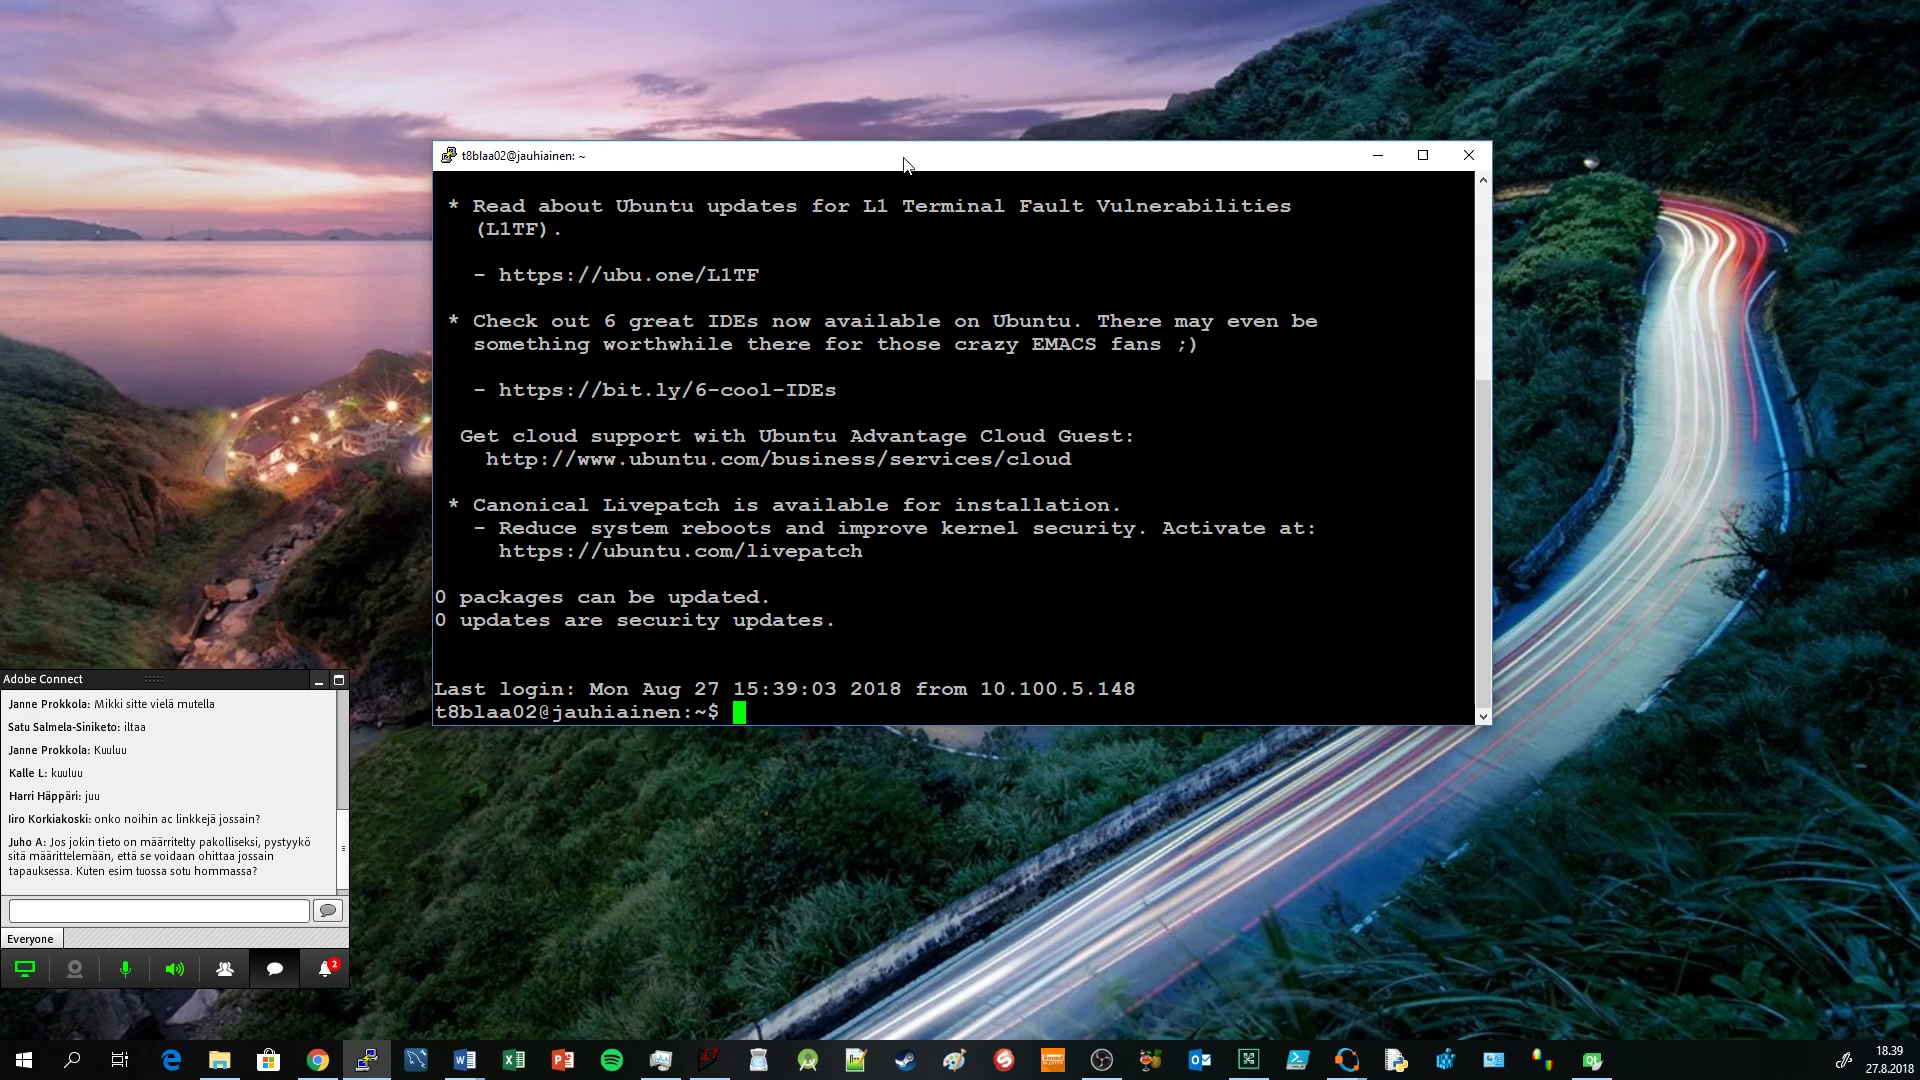 t8blaa02@jauhiainen: ~
* Read about Ubuntu updates for L1 Terminal Fault Vulnerabilities
(L1TF).
- https://ubu.one/L1TF
* Check out 6 great IDEs now available on Ubuntu. There may even be
something worthwhile there for those crazy EMACS fans ;)
- https://bit.ly/6-cool-IDEs
Get cloud support with Ubuntu Advantage Cloud Guest:
http://www.ubuntu.com/business/services/cloud
* Canonical Livepatch is available for installation.
- Reduce system reboots and improve kernel security. Activate at:
https://ubuntu.com/livepatch
0 packages can be updated.
0 updates are security updates.
Last login: Mon Aug 27 15:39:03 2018 from 10.100.5.148
t8blaa02@jauhiainen:~$
Adobe Connect
Janne Prokkola: Mikki sitte vielä mutella
Satu Salmela-Siniketo: iltaa
Janne Prokkola: Kuuluu
Kalle L: kuuluu
Harri Häppäri: juu
Iiro Korkiakoski: onko noihin ac linkkejä jossain?
Juho A: Jos jokin tieto on määrritelty pakolliseksi, pystyykö
sitä määrittelemään, että se voidaan ohittaa jossain
tapauksessa. Kuten esim tuossa sotu hommassa?
Everyone
2
18.39
27.8.2018